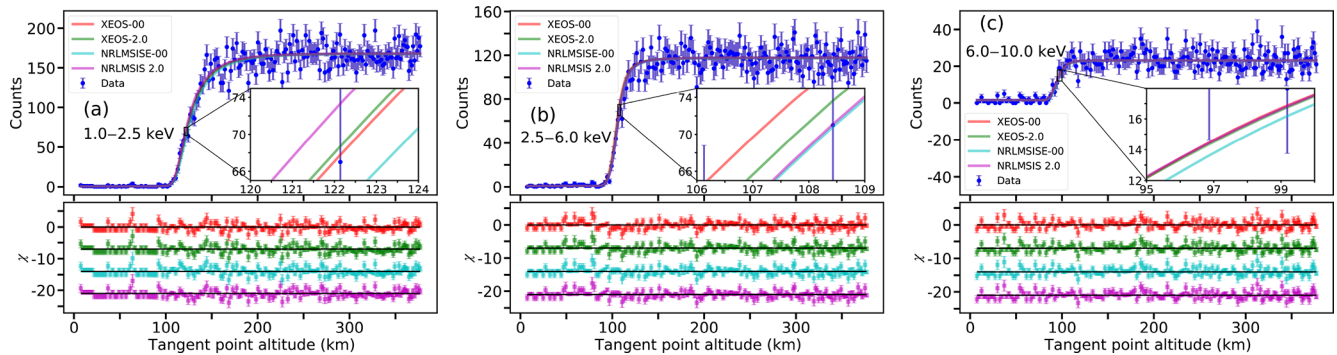 200
150
100
50
0
Counts
XEOS-00
XEOS-2.0
NRLMSISE-00
NRLMSIS 2.0
Data
(a)
1.0–2.5 keV
74
70
66
120 121 122 123 124
0
-10
-20
χ
0 100 200 300
Tangent point altitude (km)
160
120
80
40
0
Counts
XEOS-00
XEOS-2.0
NRLMSISE-00
NRLMSIS 2.0
Data
(b)
2.5–6.0 keV
74
70
66
106 107 108 109
0
-10
-20
χ
0 100 200 300
Tangent point altitude (km)
40
20
0
-20
-40
Counts
(c)
6.0–10.0 keV
XEOS-00
XEOS-2.0
NRLMSISE-00
NRLMSIS 2.0
Data
16
14
12
95 97 99
0
-10
-20
χ
0 100 200 300
Tangent point altitude (km)